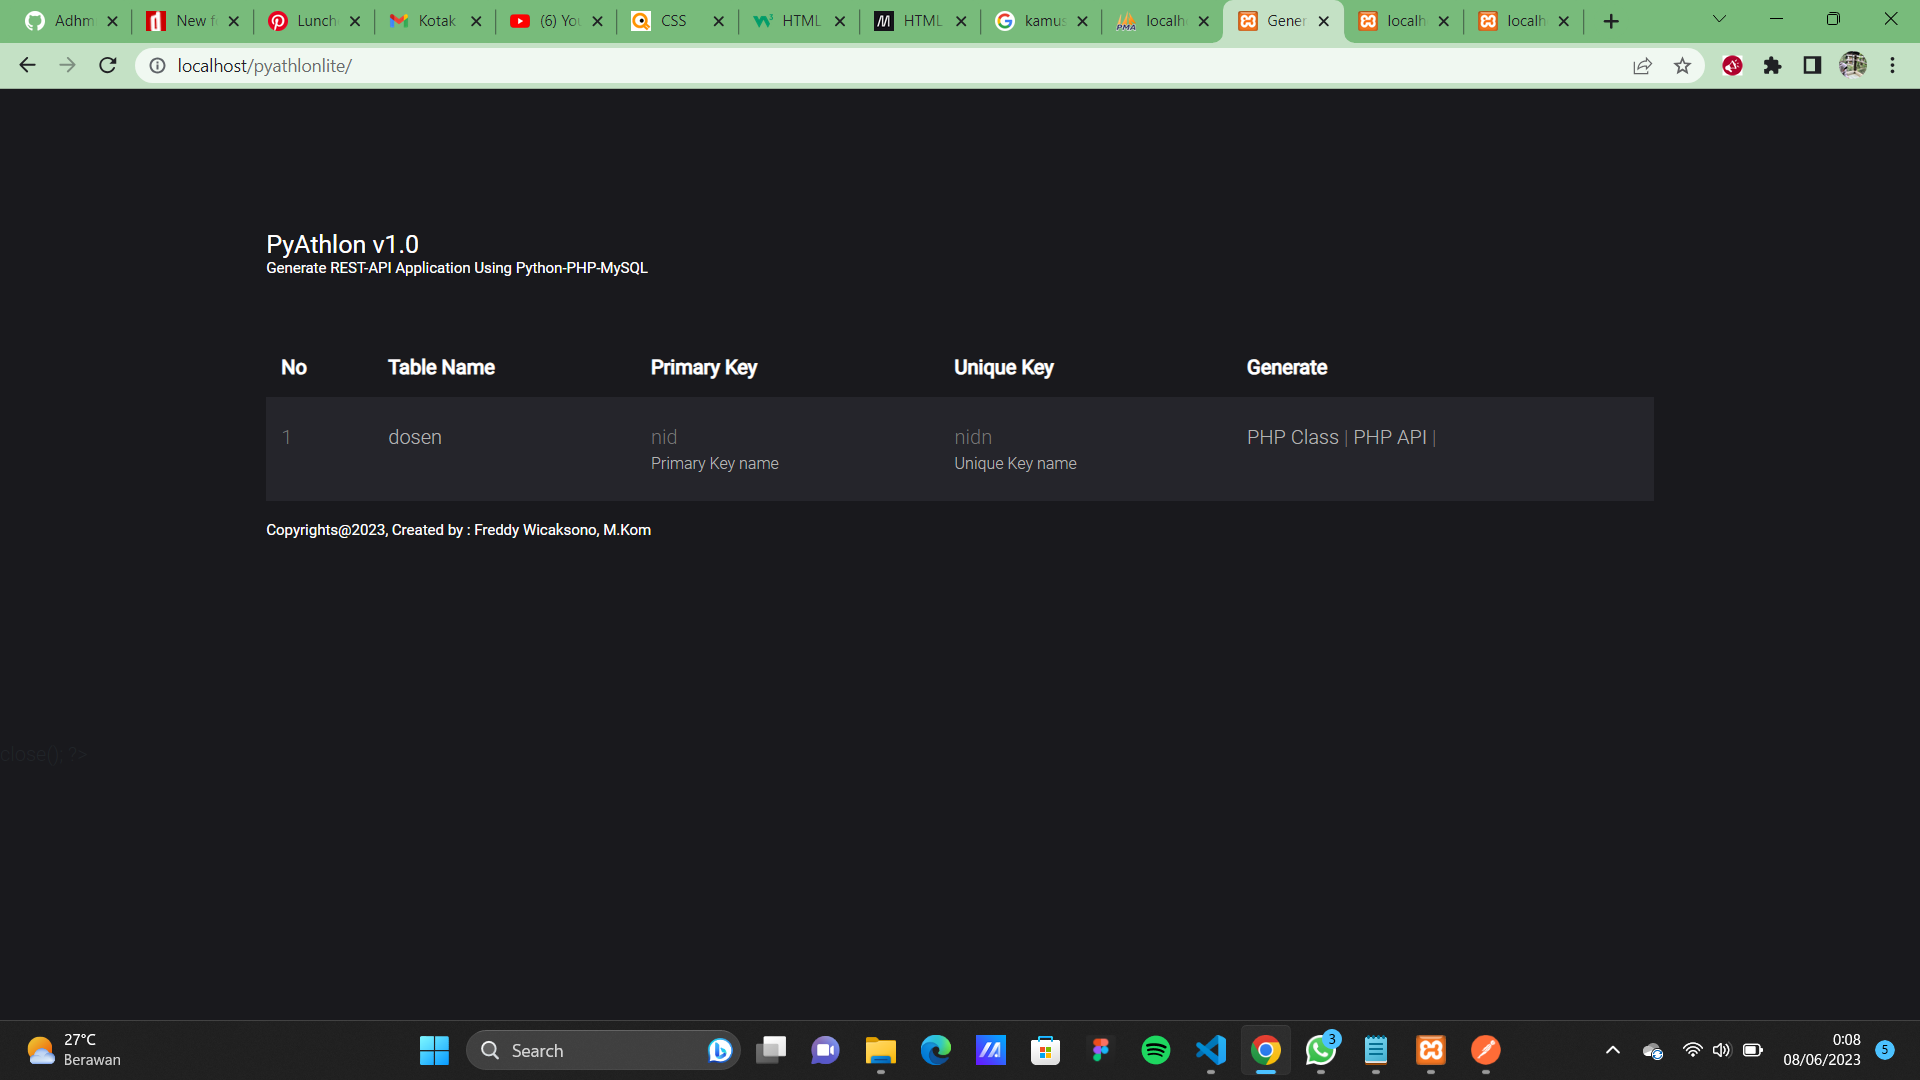 Adhm
New f
Lunch
Kotak
(6) You
CSS
HTML
HTML
kamus
localh
Gener
localh
localh
localhost/pyathlonlite/
PyAthlon v1.0
Generate REST-API Application Using Python-PHP-MySQL
No Table Name Primary Key Unique Key Generate
1 dosen nid nidn PHP Class | PHP API |
Primary Key name Unique Key name
Copyrights@2023, Created by : Freddy Wicaksono, M.Kom
close(); ?>
27°C
Berawan
Search
3
0:08
08/06/2023
5